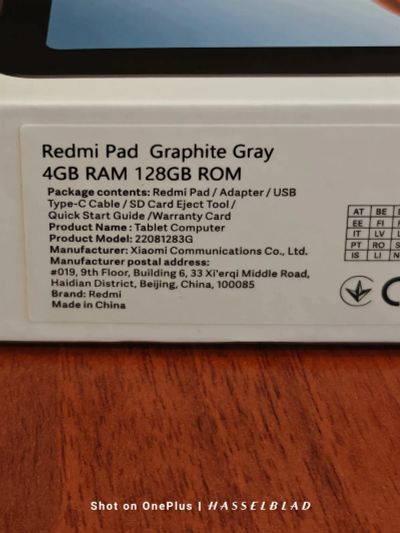 Redmi Pad Graphite Gray
4GB RAM 128GB ROM
Package contents: Redmi Pad / Adapter / USB
Type-C Cable / SD Card Eject Tool /
Quick Start Guide /Warranty Card
Product Name : Tablet Computer
Product Model: 22081283G
Manufacturer: Xiaomi Communications Co., Ltd.
Manufacturer postal address:
#019, 9th Floor, Building 6, 33 Xi'erqi Middle Road,
Haidian District, Beijing, China, 100085
Brand: Redmi
Made in China
AT BE
EE FI
IT LV
PT RO
IS LI
Shot on OnePlus | HASSELBLAD